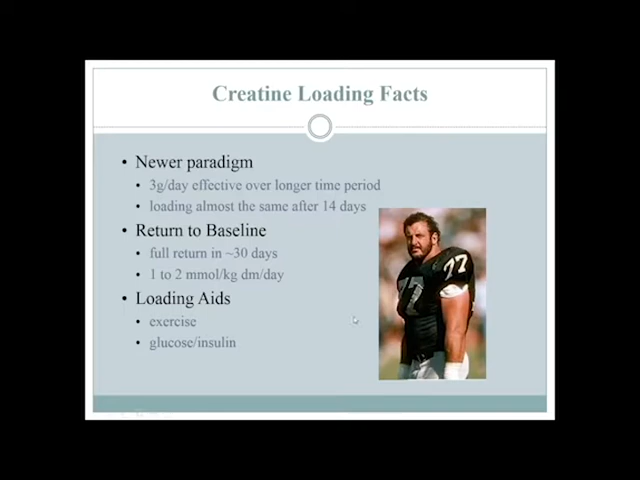 Creatine Loading Facts
• Newer paradigm
• 3g/day effective over longer time period
• loading almost the same after 14 days
• Return to Baseline
• full return in ~30 days
• 1 to 2 mmol/kg dm/day
• Loading Aids
• exercise
• glucose/insulin
77
77